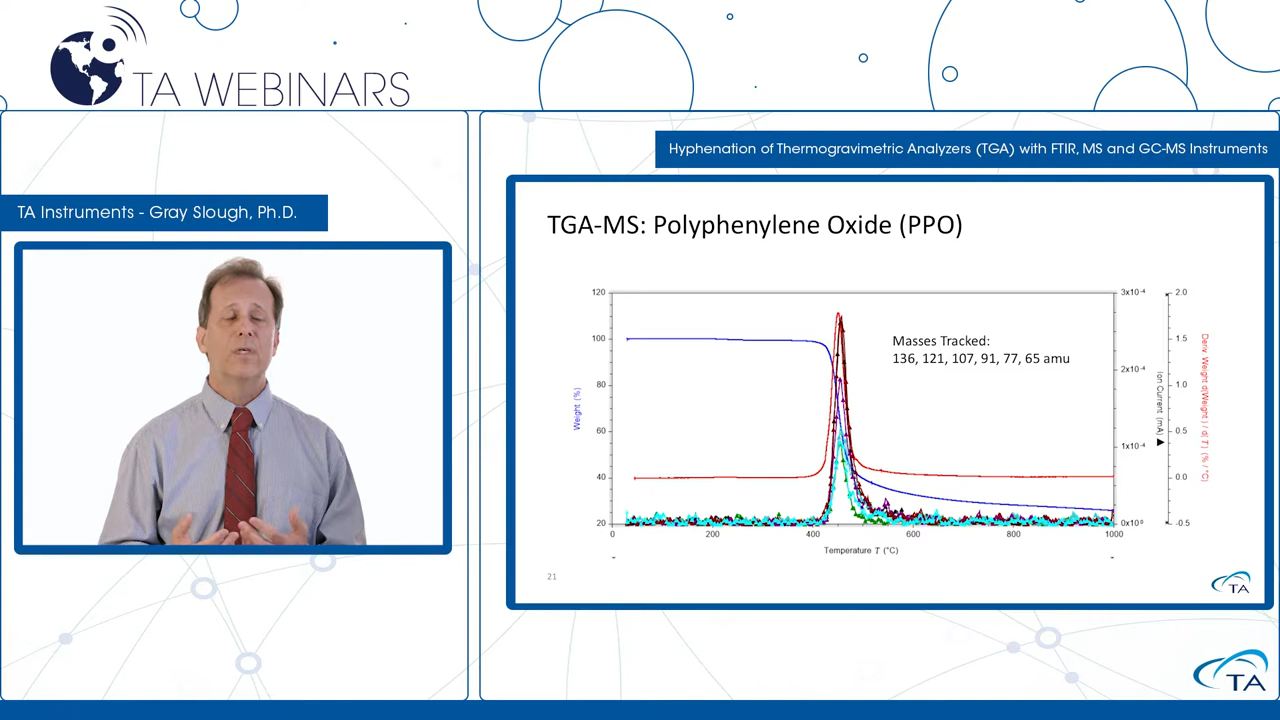 TA WEBINARS
Hyphenation of Thermogravimetric Analyzers (TGA) with FTIR, MS and GC-MS Instruments
TA Instruments - Gray Slough, Ph.D.
TGA-MS: Polyphenylene Oxide (PPO)
Masses Tracked:
136, 121, 107, 91, 77, 65 amu
Weight (%)
120
100
80
60
40
20
0
200
400
600
800
1000
Temperature T (°C)
3x10⁻⁴
2x10⁻⁴
1x10⁻⁴
0x10⁰
Ion Current (mA)
2.0
1.5
1.0
0.5
0.0
-0.5
Deriv. Weight d(Weight) / d(T) (% / °C)
21
TA
TA